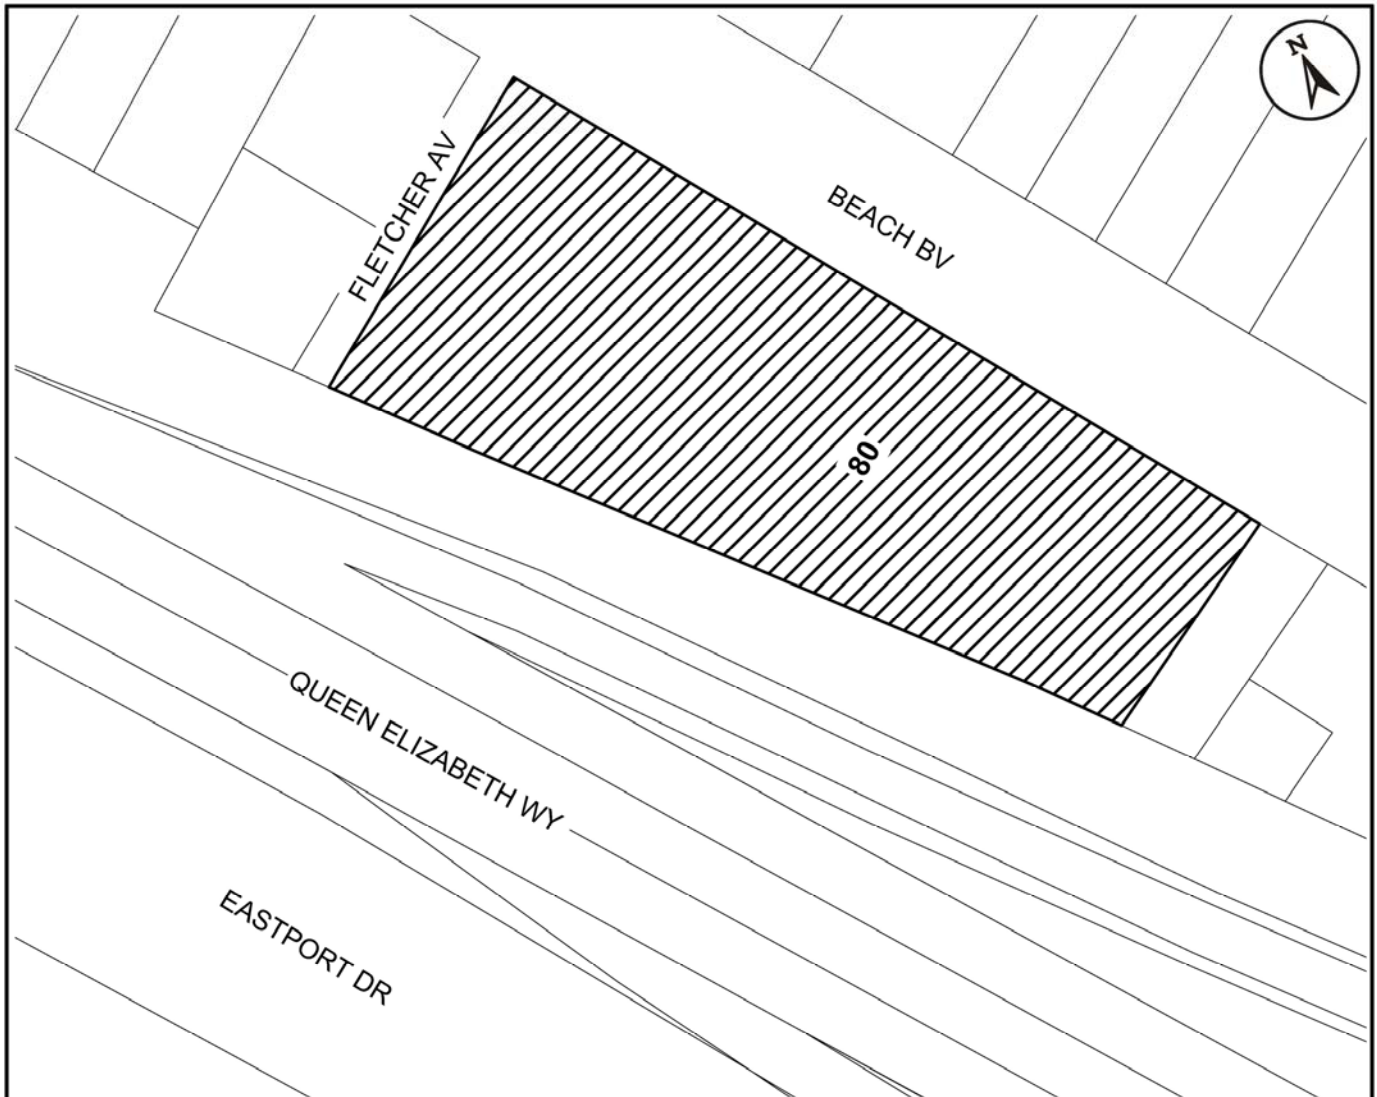 N
FLETCHER AV
BEACH BV
80
QUEEN ELIZABETH WY
EASTPORT DR